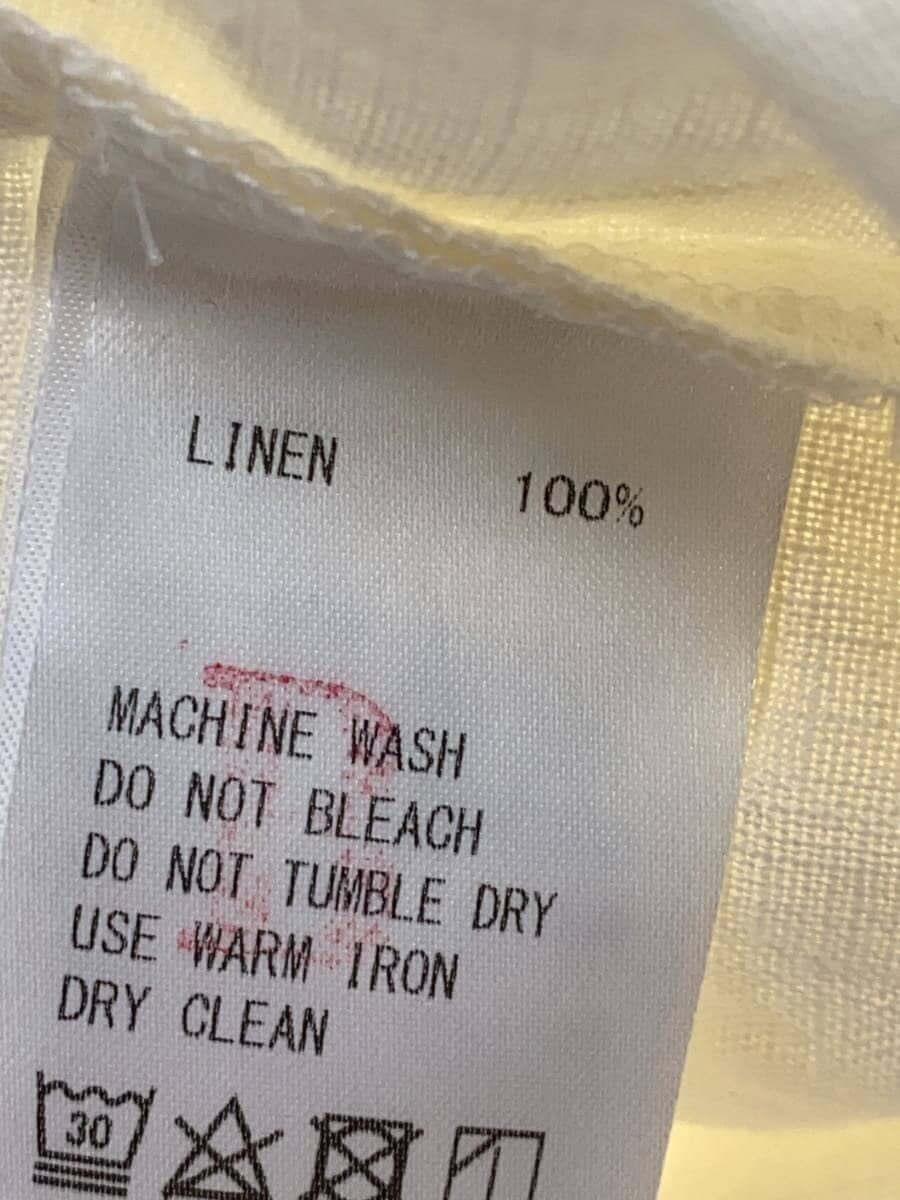 LINEN 100%
MACHINE WASH
DO NOT BLEACH
DO NOT TUMBLE DRY
USE WARM IRON
DRY CLEAN
30